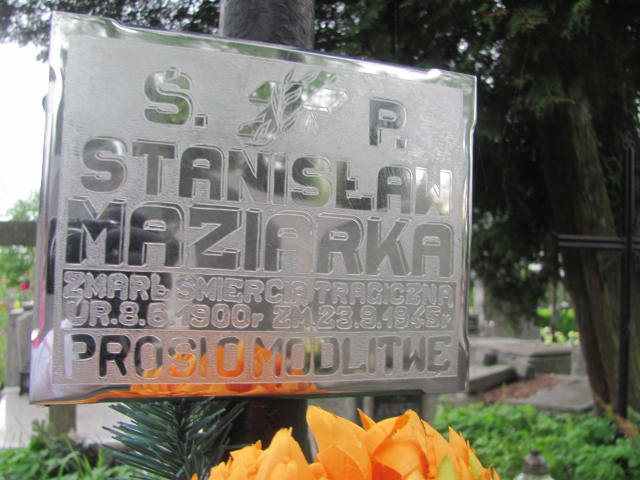 Ś. P.
STANISŁAW
MAZIARKA
ZMARŁ ŚMIERCIĄ TRAGICZNĄ
UR.8.6.1900r ZM.23.9.1945r
PROSI O MODLITWĘ